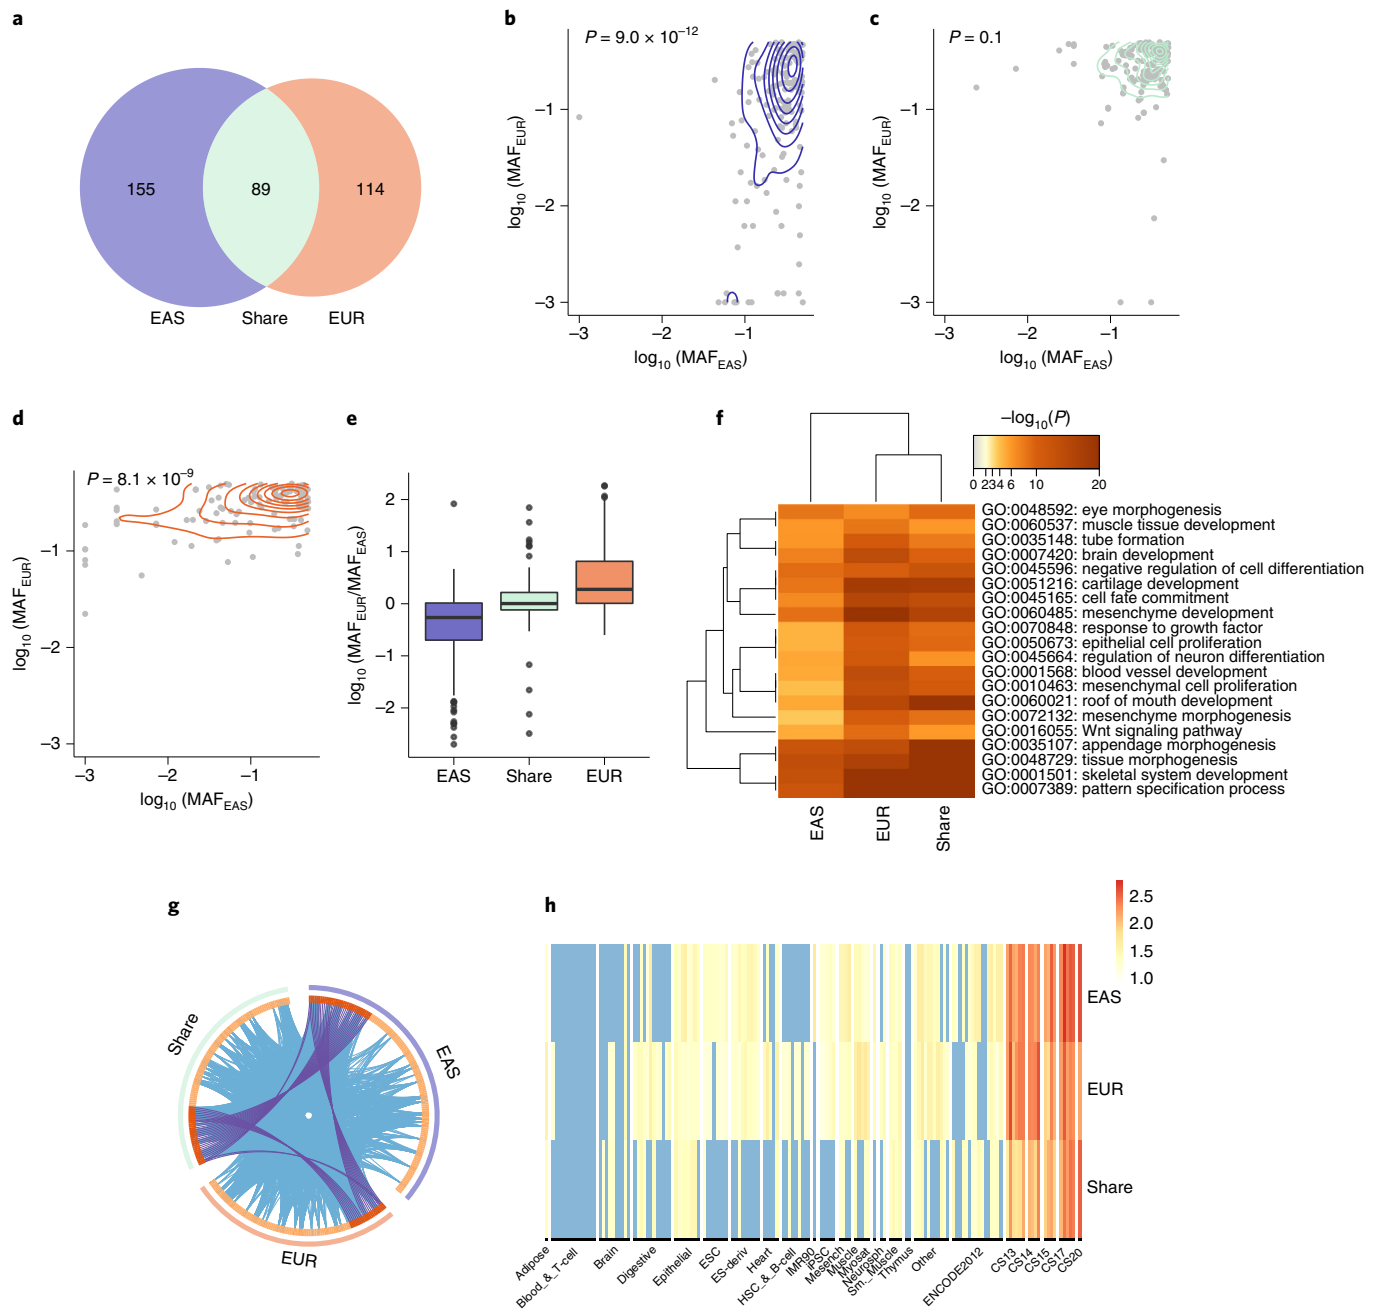 a
155
89
114
EAS
Share
EUR
b
P = 9.0 × 10⁻¹²
−1
−2
−3
log₁₀ (MAF_EUR)
−3
−2
−1
log₁₀ (MAF_EAS)
c
P = 0.1
−1
−2
−3
log₁₀ (MAF_EUR)
−3
−2
−1
log₁₀ (MAF_EAS)
d
P = 8.1 × 10⁻⁹
−1
−2
−3
log₁₀ (MAF_EUR)
−3
−2
−1
log₁₀ (MAF_EAS)
e
2
1
0
−1
−2
log₁₀ (MAF_EUR/MAF_EAS)
EAS
Share
EUR
f
−log₁₀(P)
0 2 3 4 6 10 20
GO:0048592: eye morphogenesis
GO:0060537: muscle tissue development
GO:0035148: tube formation
GO:0007420: brain development
GO:0045596: negative regulation of cell differentiation
GO:0051216: cartilage development
GO:0045165: cell fate commitment
GO:0060485: mesenchyme development
GO:0070848: response to growth factor
GO:0050673: epithelial cell proliferation
GO:0045664: regulation of neuron differentiation
GO:0001568: blood vessel development
GO:0010463: mesenchymal cell proliferation
GO:0060021: roof of mouth development
GO:0072132: mesenchyme morphogenesis
GO:0016055: Wnt signaling pathway
GO:0035107: appendage morphogenesis
GO:0048729: tissue morphogenesis
GO:0001501: skeletal system development
GO:0007389: pattern specification process
EAS
EUR
Share
g
Share
EAS
EUR
h
2.5
2.0
1.5
1.0
EAS
EUR
Share
Adipose
Blood_&_T-cell
Brain
Digestive
Epithelial
ESC
ES-deriv
Heart
HSC_&_B-cell
IMR90
iPSC
Mesench
Muscle
Myosat
Neurosph
Sm._Muscle
Thymus
Other
ENCODE2012
CS13
CS14
CS15
CS17
CS20